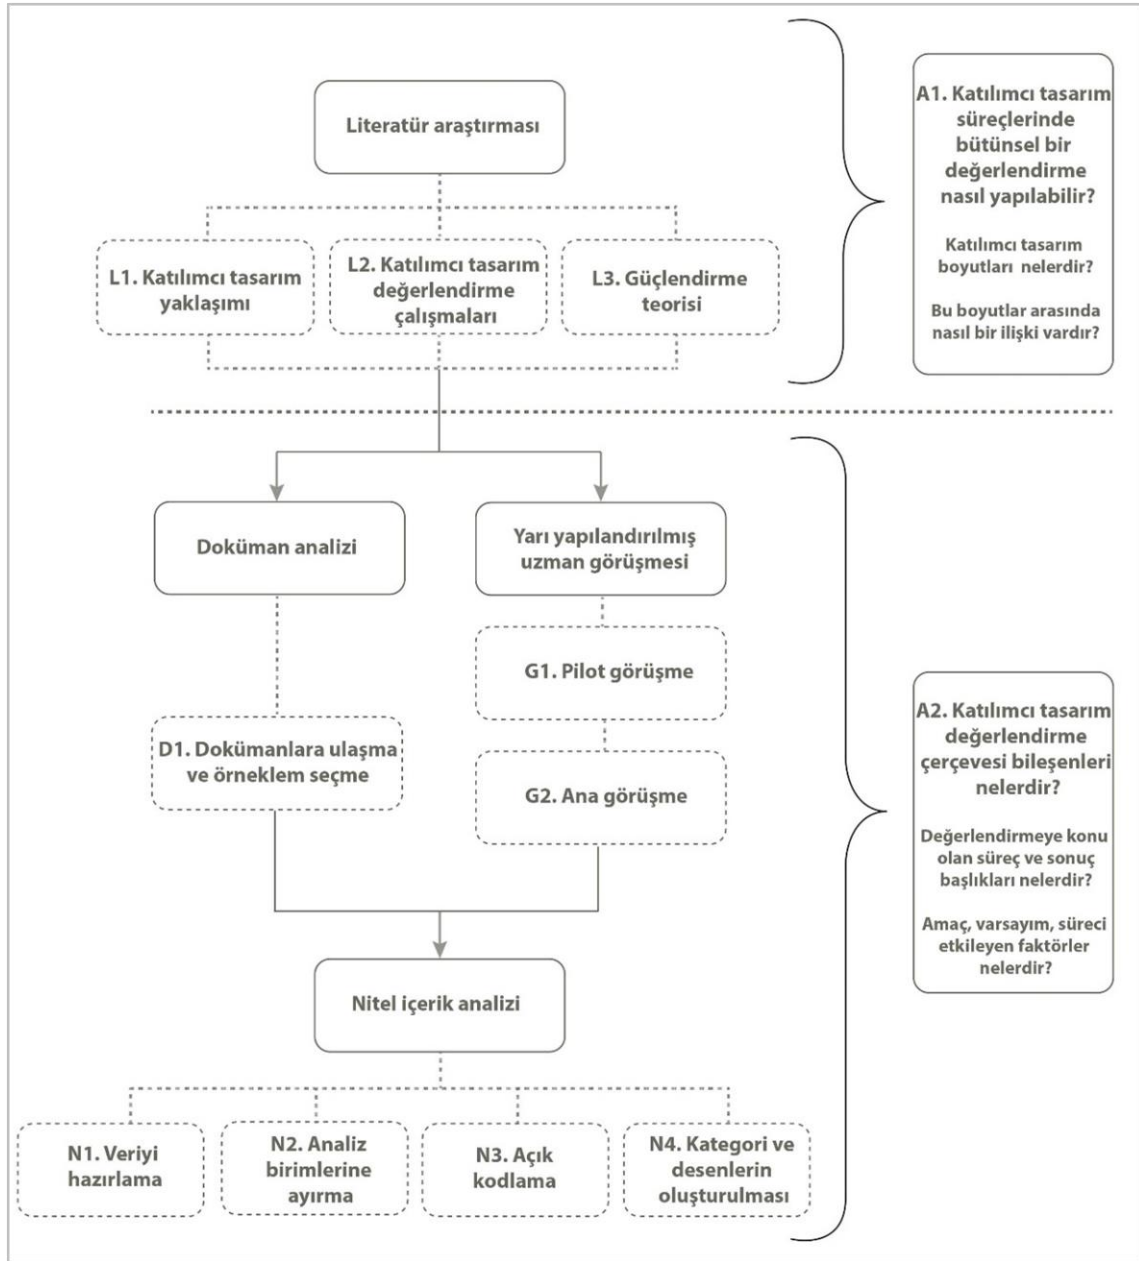 Literatür araştırması
L1. Katılımcı tasarım
yaklaşımı
L2. Katılımcı tasarım
değerlendirme
çalışmaları
L3. Güçlendirme
teorisi
A1. Katılımcı tasarım
süreçlerinde
bütünsel bir
değerlendirme
nasıl yapılabilir?
Katılımcı tasarım
boyutları nelerdir?
Bu boyutlar arasında
nasıl bir ilişki vardır?
Doküman analizi
Yarı yapılandırılmış
uzman görüşmesi
G1. Pilot görüşme
D1. Dokümanlara ulaşma
ve örneklem seçme
G2. Ana görüşme
Nitel içerik analizi
N1. Veriyi
hazırlama
N2. Analiz
birimlerine
ayırma
N3. Açık
kodlama
N4. Kategori ve
desenlerin
oluşturulması
A2. Katılımcı tasarım
değerlendirme
çerçevesi bileşenleri
nelerdir?
Değerlendirmeye konu
olan süreç ve sonuç
başlıkları nelerdir?
Amaç, varsayım, süreci
etkileyen faktörler
nelerdir?